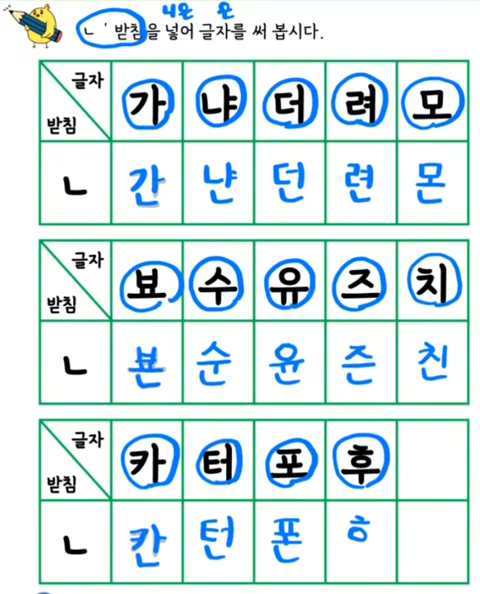 니은 은
ㄴ ' 받침을 넣어 글자를 써 봅시다.
글자 가 냐 더 려 모
받침
ㄴ 간 냔 던 련 몬
글자 뵤 수 유 즈 치
받침
ㄴ 뵨 순 윤 즌 친
글자 카 터 포 후
받침
ㄴ 칸 턴 폰 ㅎ